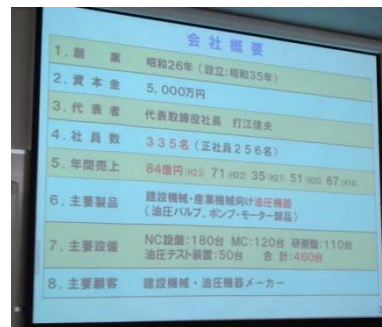 会社概要
1.創業 昭和26年(設立:昭和35年)
2.資本金 5,000万円
3.代表者 代表取締役社長 打江信夫
4.社員数 335名(正社員256名)
5.年間売上 84億円(H23) 71(H22) 35(H21) 51(H20) 67(H19)
6.主要製品 建設機械・産業機械向け油圧機器
(油圧バルブ、ポンプ・モーター部品)
7.主要設備 NC旋盤:180台 MC:120台 研削盤:110台
油圧テスト装置:50台 合計:460台
8.主要顧客 建設機械・油圧機器メーカー